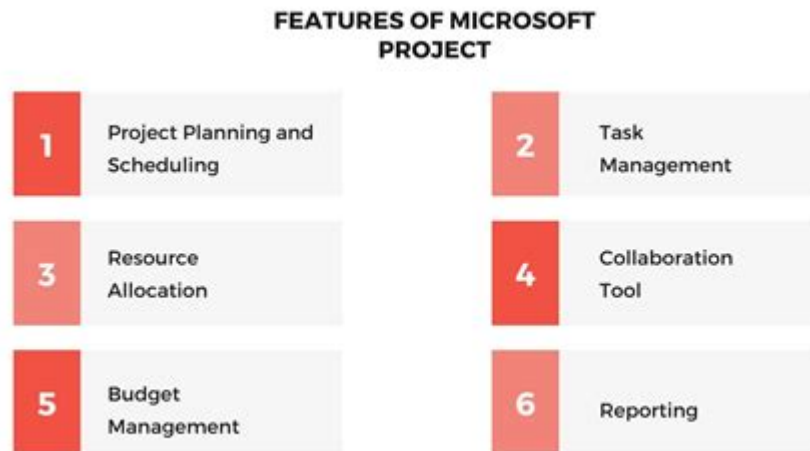 FEATURES OF MICROSOFT
PROJECT
1
Project Planning and
Scheduling
2
Task
Management
3
Resource
Allocation
4
Collaboration
Tool
5
Budget
Management
6
Reporting